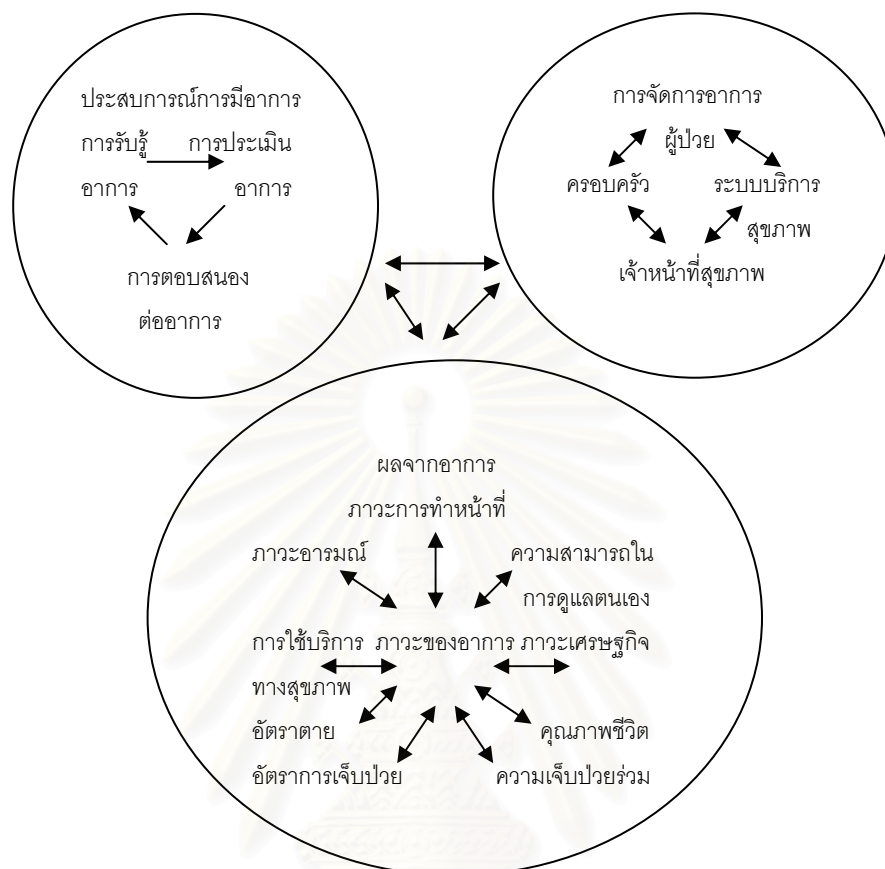 ประสบการณ์การมีอาการ
การรับรู้ การประเมิน
อาการ อาการ
การตอบสนอง
ต่ออาการ
การจัดการอาการ
ผู้ป่วย
ครอบครัว ระบบบริการ
สุขภาพ
เจ้าหน้าที่สุขภาพ
ผลจากอาการ
ภาวะการทำหน้าที่
ภาวะอารมณ์ ความสามารถใน
การดูแลตนเอง
การใช้บริการ ภาวะของอาการ ภาวะเศรษฐกิจ
ทางสุขภาพ
อัตราตาย คุณภาพชีวิต
อัตราการเจ็บป่วย ความเจ็บป่วยร่วม